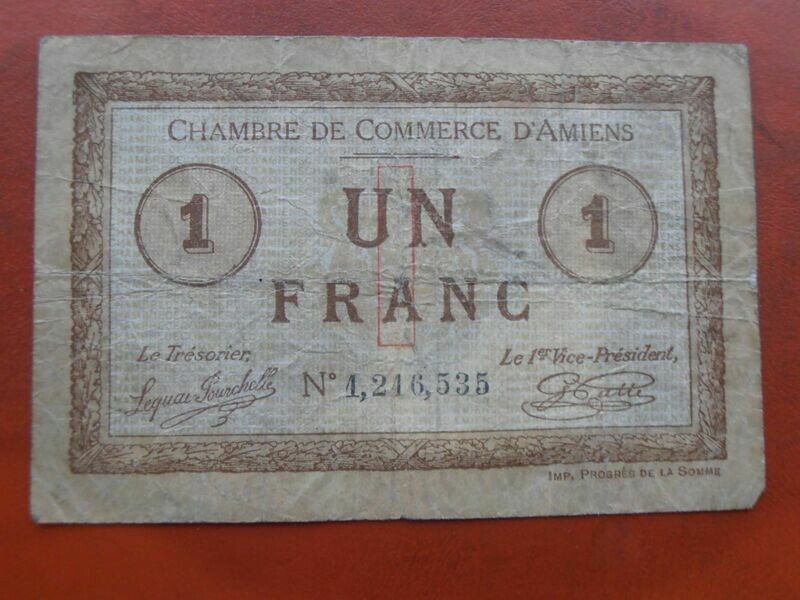 CHAMBRE DE COMMERCE D'AMIENS
1 UN 1
FRANC
Le Trésorier,
Le 1er Vice-Président,
N° 1,216,535
IMP. PROGRÈS DE LA SOMME